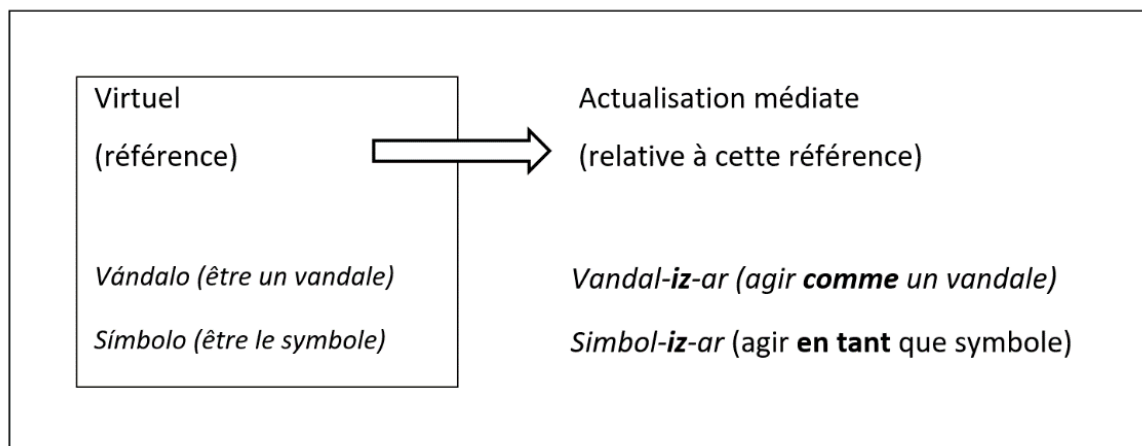 Virtuel
(référence)
Vándalo (être un vandale)
Símbolo (être le symbole)
Actualisation médiate
(relative à cette référence)
Vandal-iz-ar (agir comme un vandale)
Simbol-iz-ar (agir en tant que symbole)